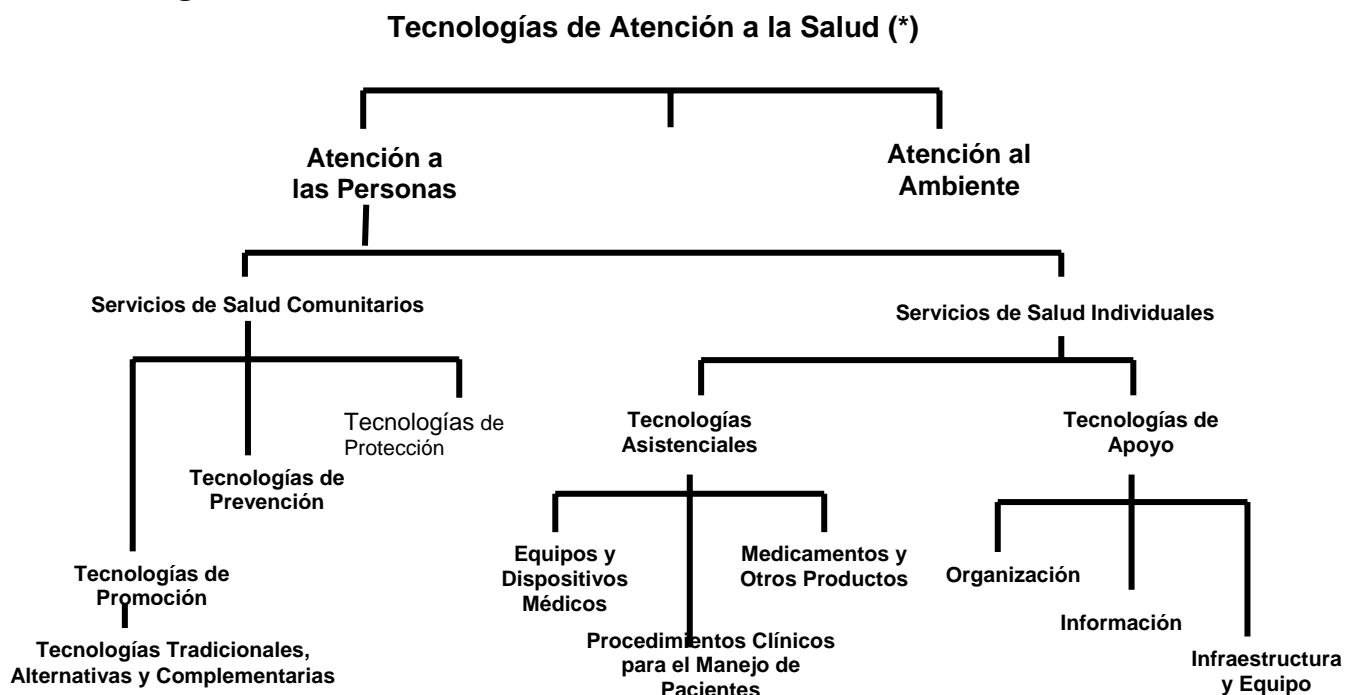 Tecnologías de Atención a la Salud (*)
Atención a
las Personas
Atención al
Ambiente
Servicios de Salud Comunitarios
Servicios de Salud Individuales
Tecnologías de
Protección
Tecnologías de
Prevención
Tecnologías de
Promoción
Tecnologías Tradicionales,
Alternativas y Complementarias
Tecnologías
Asistenciales
Tecnologías de
Apoyo
Equipos y
Dispositivos
Médicos
Medicamentos y
Otros Productos
Procedimientos Clínicos
para el Manejo de
Pacientes
Organización
Información
Infraestructura
y Equipo